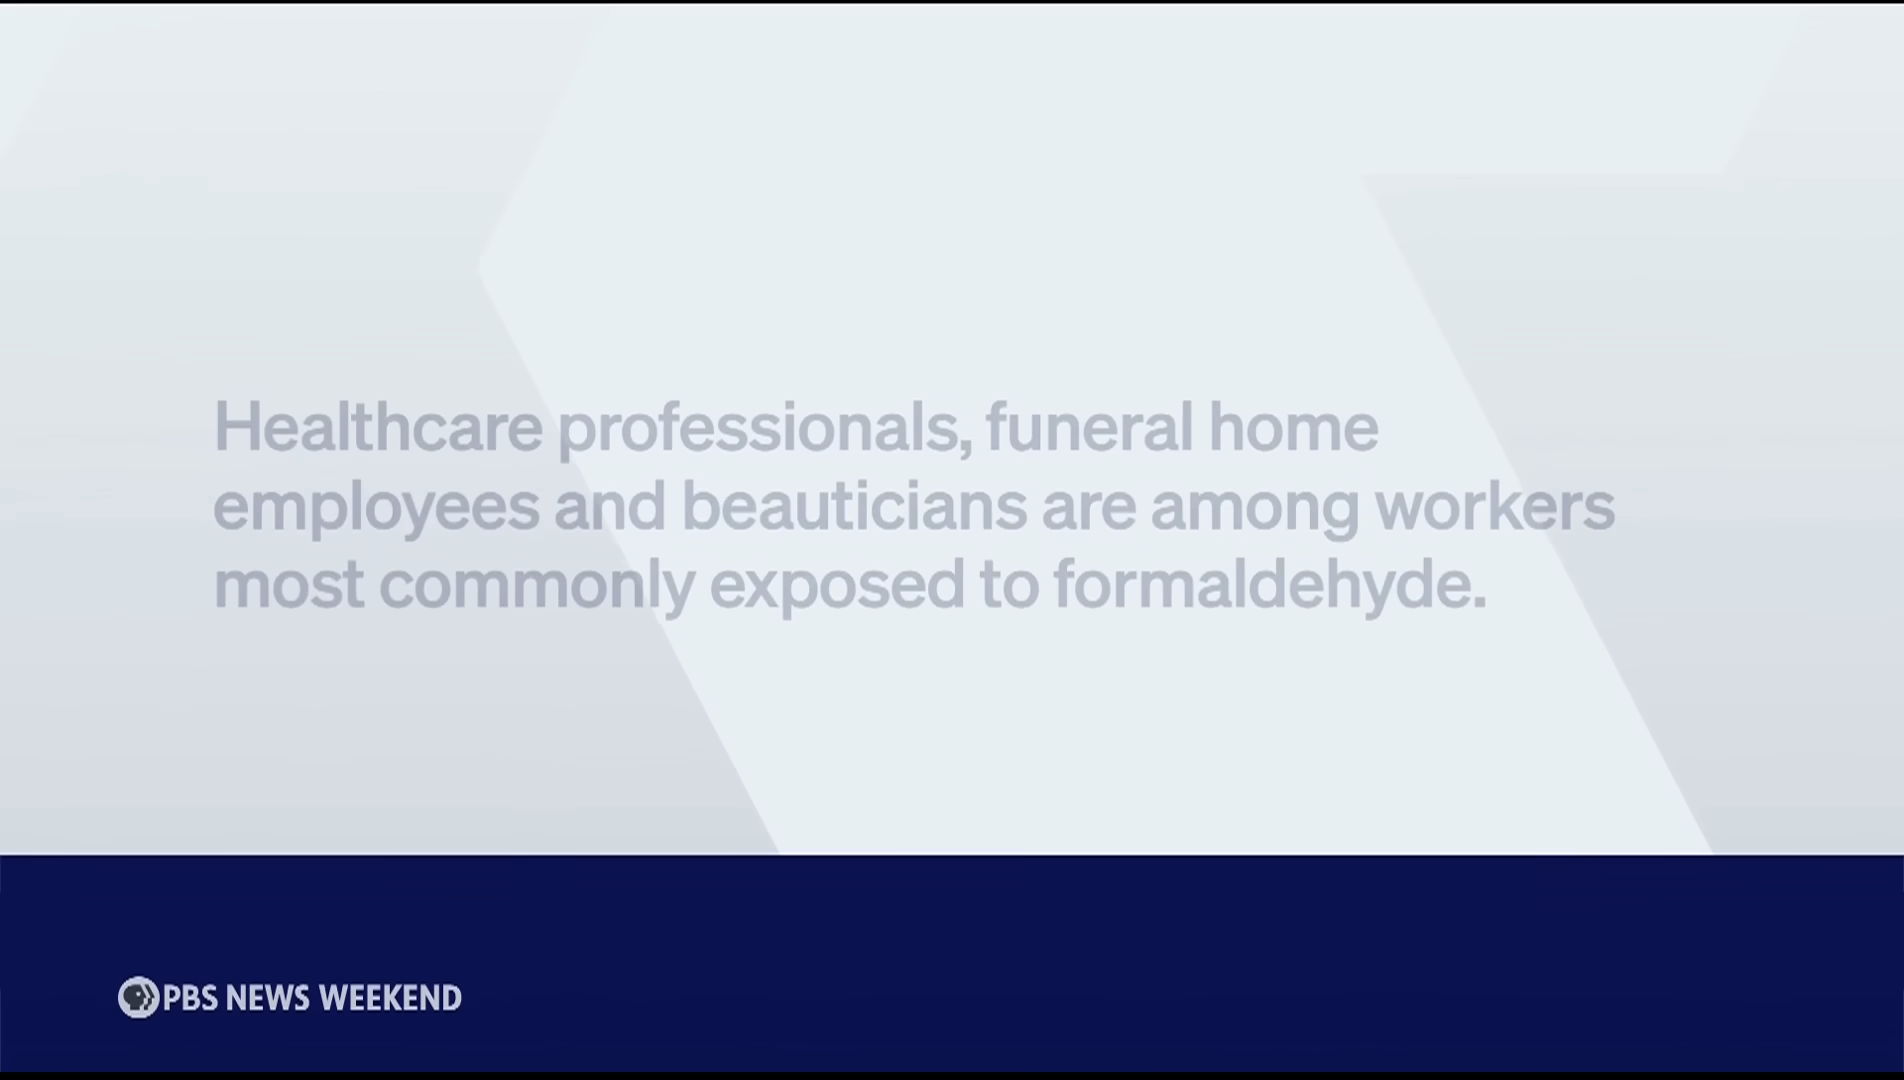 Healthcare professionals, funeral home
employees and beauticians are among workers
most commonly exposed to formaldehyde.
PBS NEWS WEEKEND